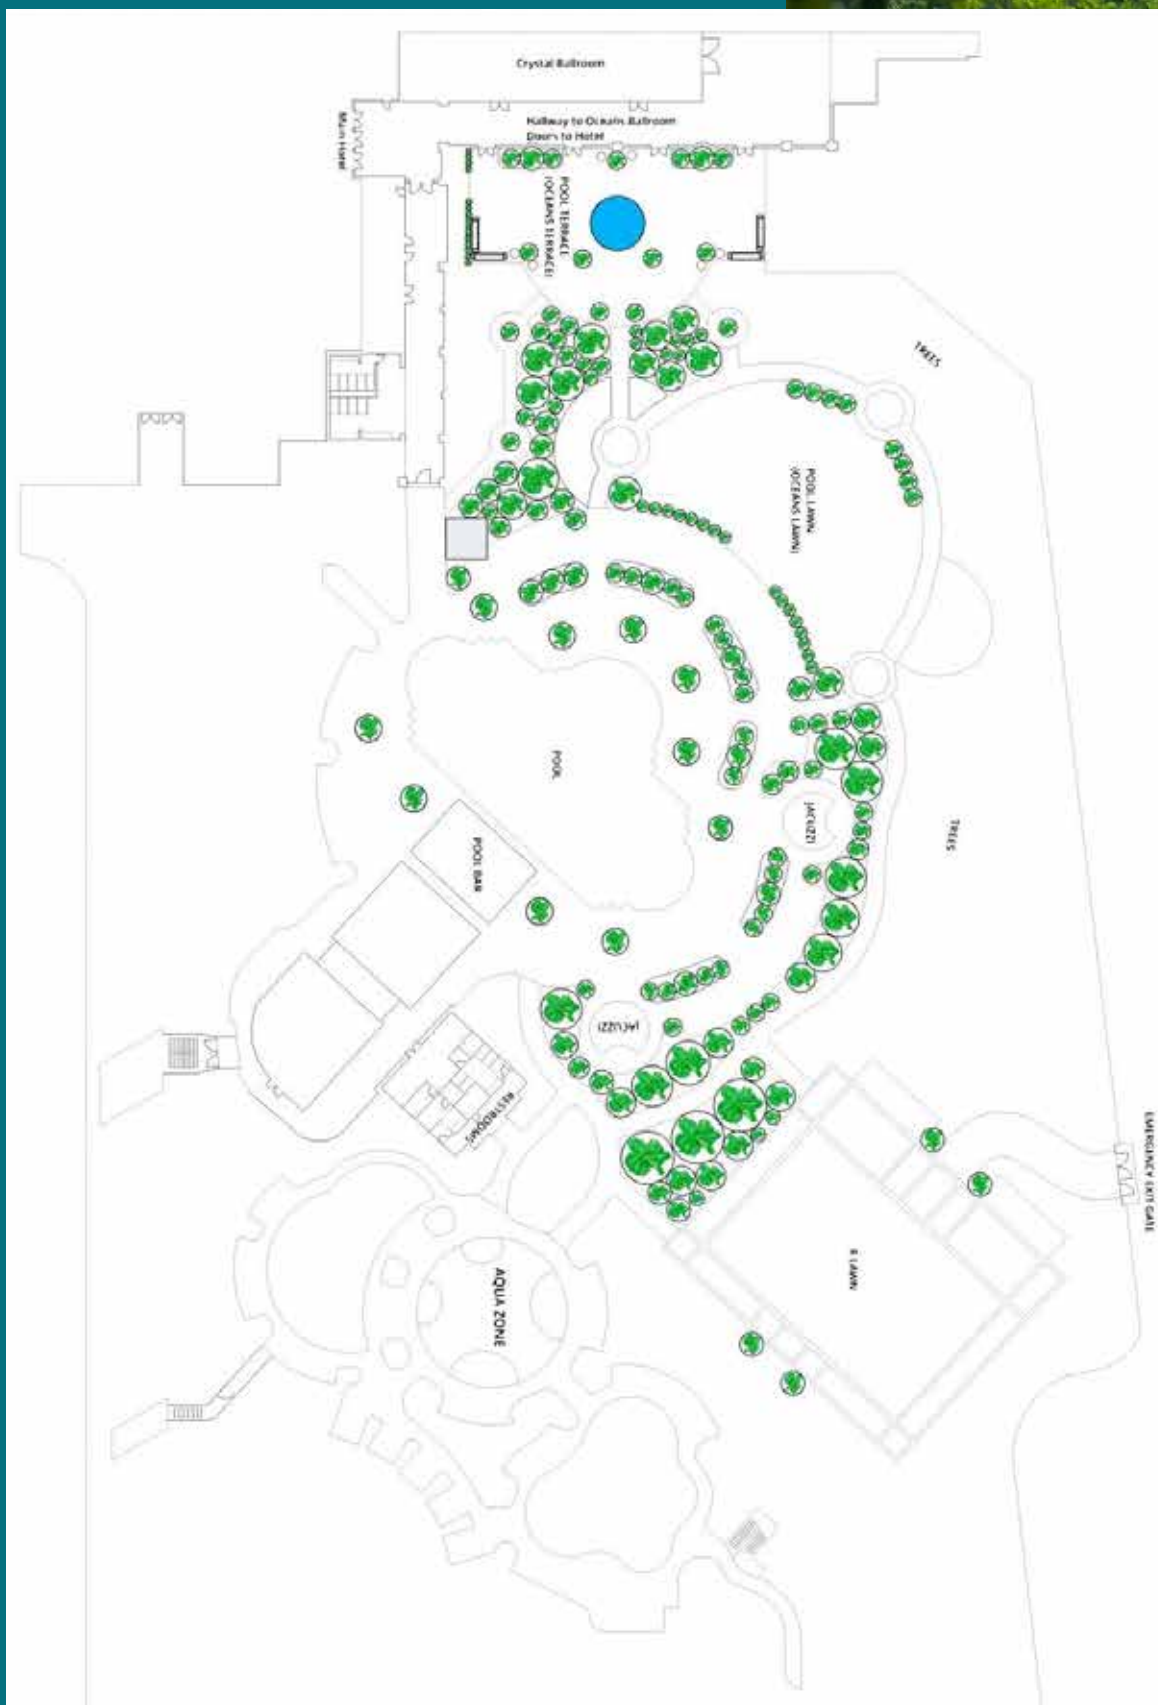 Crystal Ballroom
Hallway to Oceans Ballroom
Doors to Hotel
Main Hotel
POOL TERRACE
(OCEANS TERRACE)
TREES
POOL LAWN
(OCEANS LAWN)
POOL
JACUZZI
TREES
POOL BAR
JACUZZI
RESTROOMS
EMERGENCY EXIT GATE
R LAWN
AQUA ZONE